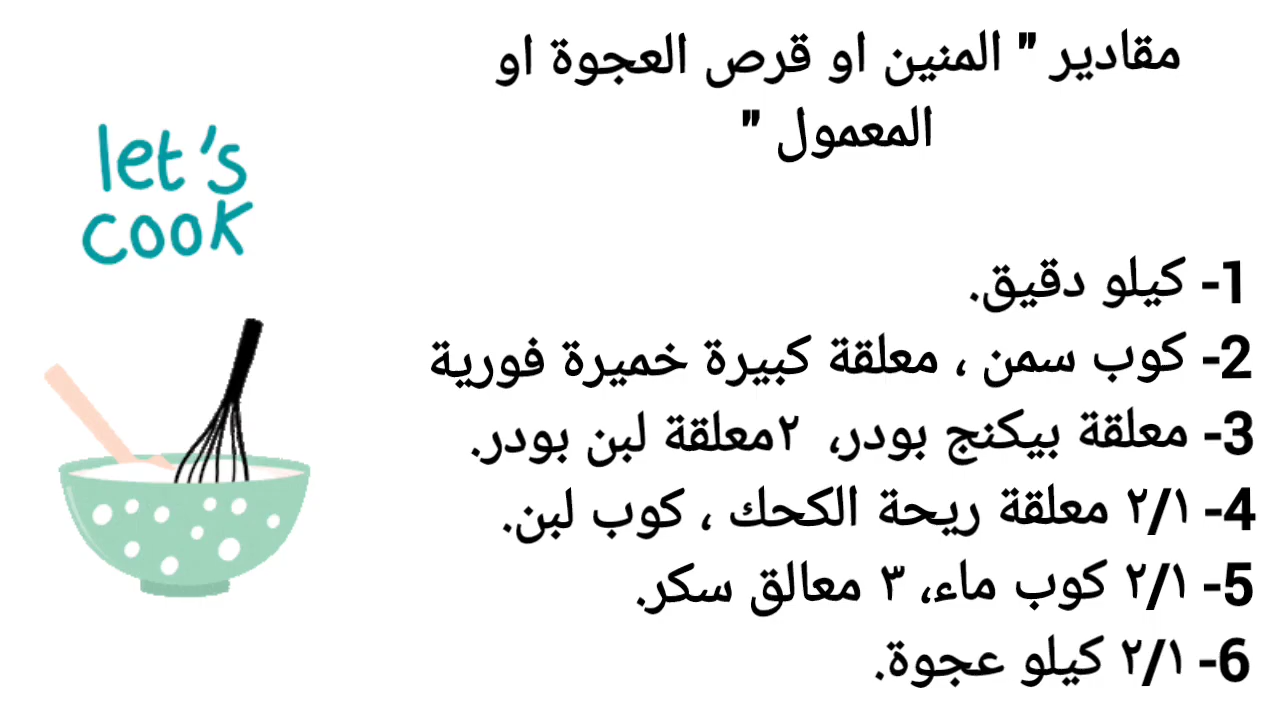 مقادير " المنين او قرص العجوة او
المعمول "
let's
cook
1- كيلو دقيق.
2- كوب سمن ، معلقة كبيرة خميرة فورية
3- معلقة بيكنج بودر، ٢معلقة لبن بودر.
4- ٢/١ معلقة ريحة الكحك ، كوب لبن.
5- ٢/١ كوب ماء، ٣ معالق سكر.
6- ٢/١ كيلو عجوة.